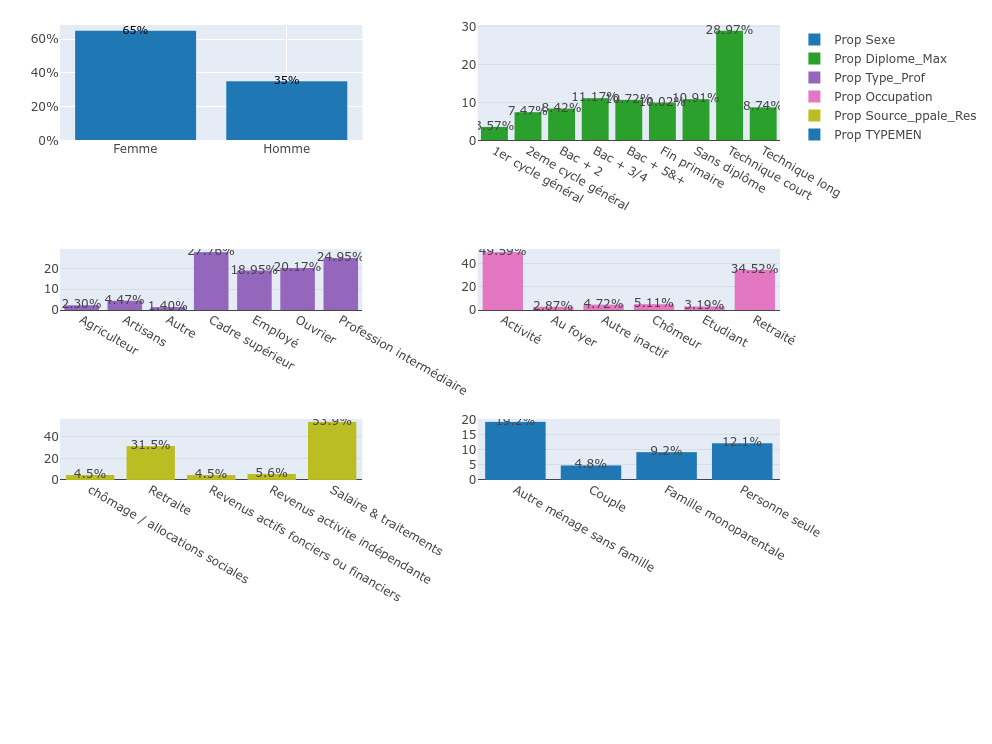 60%
40%
20%
0%
65%
35%
Femme
Homme
30
20
10
0
3.57%
7.47%
8.42%
11.17%
10.72%
10.02%
10.91%
28.97%
8.74%
1er cycle général
2eme cycle général
Bac + 2
Bac + 3/4
Bac + 5&+
Fin primaire
Sans diplôme
Technique court
Technique long
Prop Sexe
Prop Diplome_Max
Prop Type_Prof
Prop Occupation
Prop Source_ppale_Res
Prop TYPEMEN
20
10
0
2.30%
4.47%
1.40%
27.76%
18.95%
20.17%
24.95%
Agriculteur
Artisans
Autre
Cadre supérieur
Employé
Ouvrier
Profession intermédiaire
40
20
0
49.59%
2.87%
4.72%
5.11%
3.19%
34.52%
Activité
Au foyer
Autre inactif
Chômeur
Etudiant
Retraité
40
20
0
4.5%
31.5%
4.5%
5.6%
53.9%
chômage / allocations sociales
Retraite
Revenus actifs fonciers ou financiers
Revenus activite indépendante
Salaire & traitements
20
15
10
5
0
19.2%
4.8%
9.2%
12.1%
Autre ménage sans famille
Couple
Famille monoparentale
Personne seule